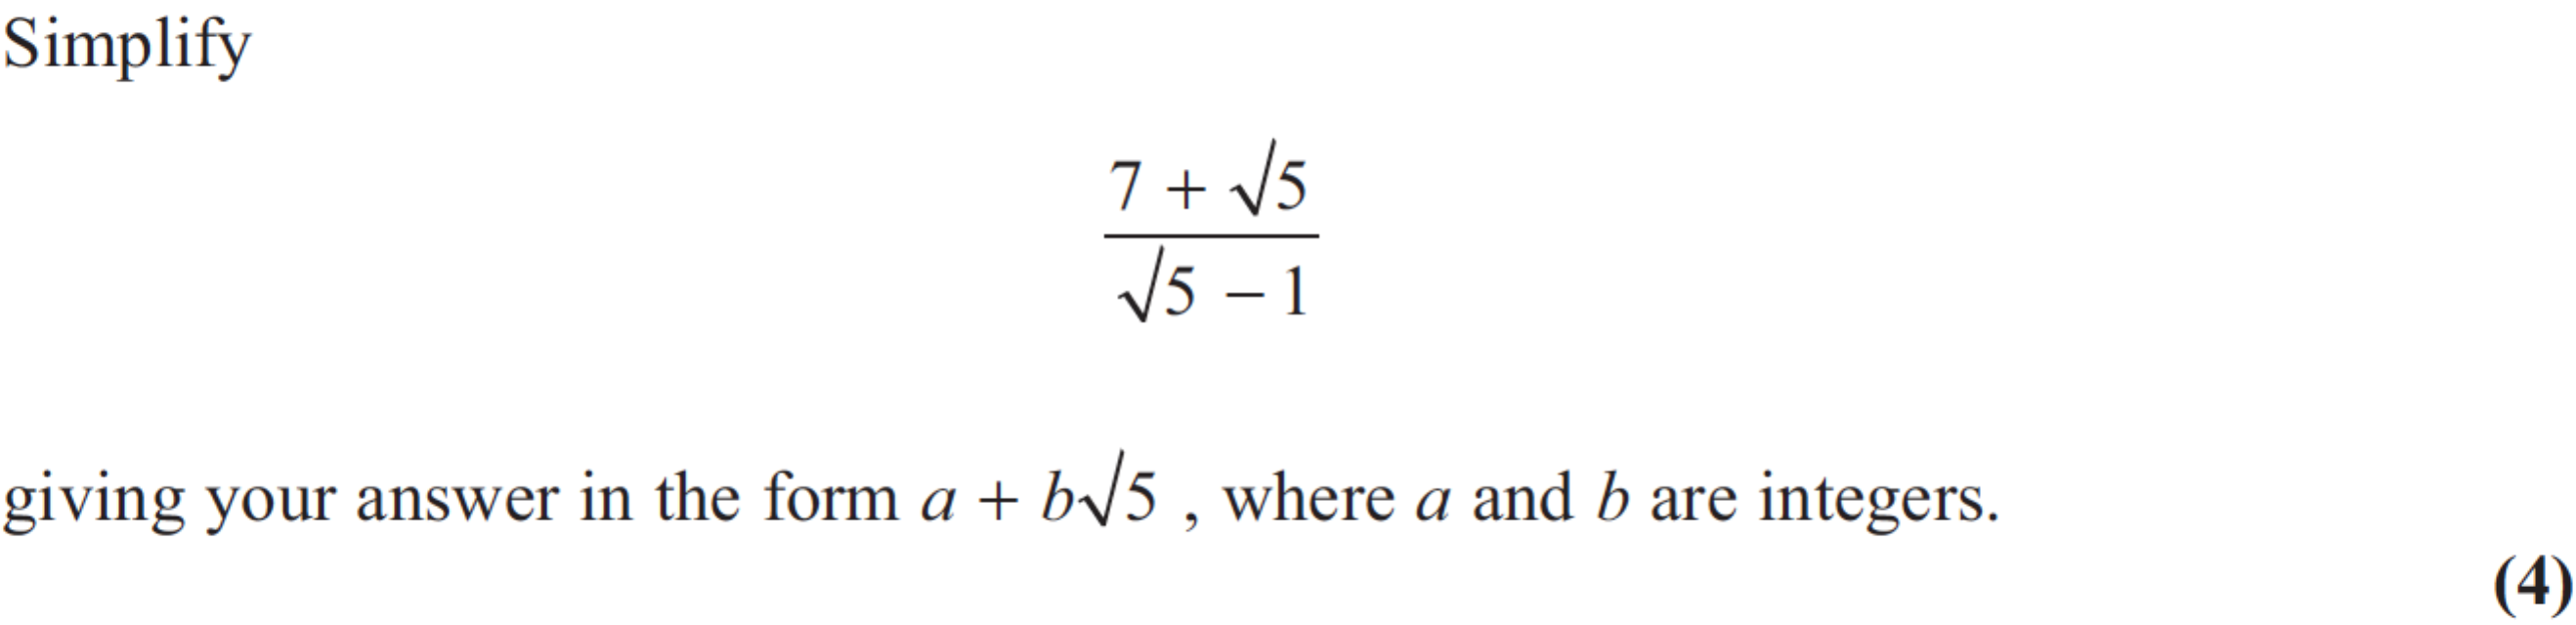 Simplify
7 + √5
√5 – 1
giving your answer in the form a + b√5 , where a and b are integers.
(4)